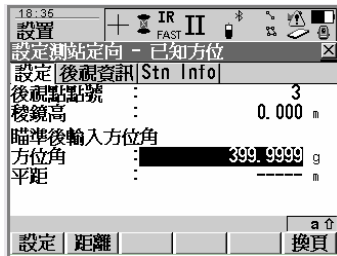 18:35
設置
IR
FAST
II
設定測站定向 - 已知方位
設定 後視資訊 Stn Info
後視點點號 : 3
稜鏡高 : 0.000 m
瞄準後輸入方位角
方位角 : 399.9999 g
平距 : ----- m
a
設定 距離 換頁